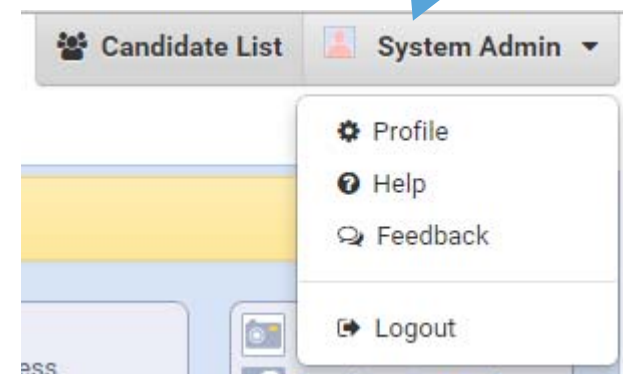 Candidate List
System Admin
Profile
Help
Feedback
Logout